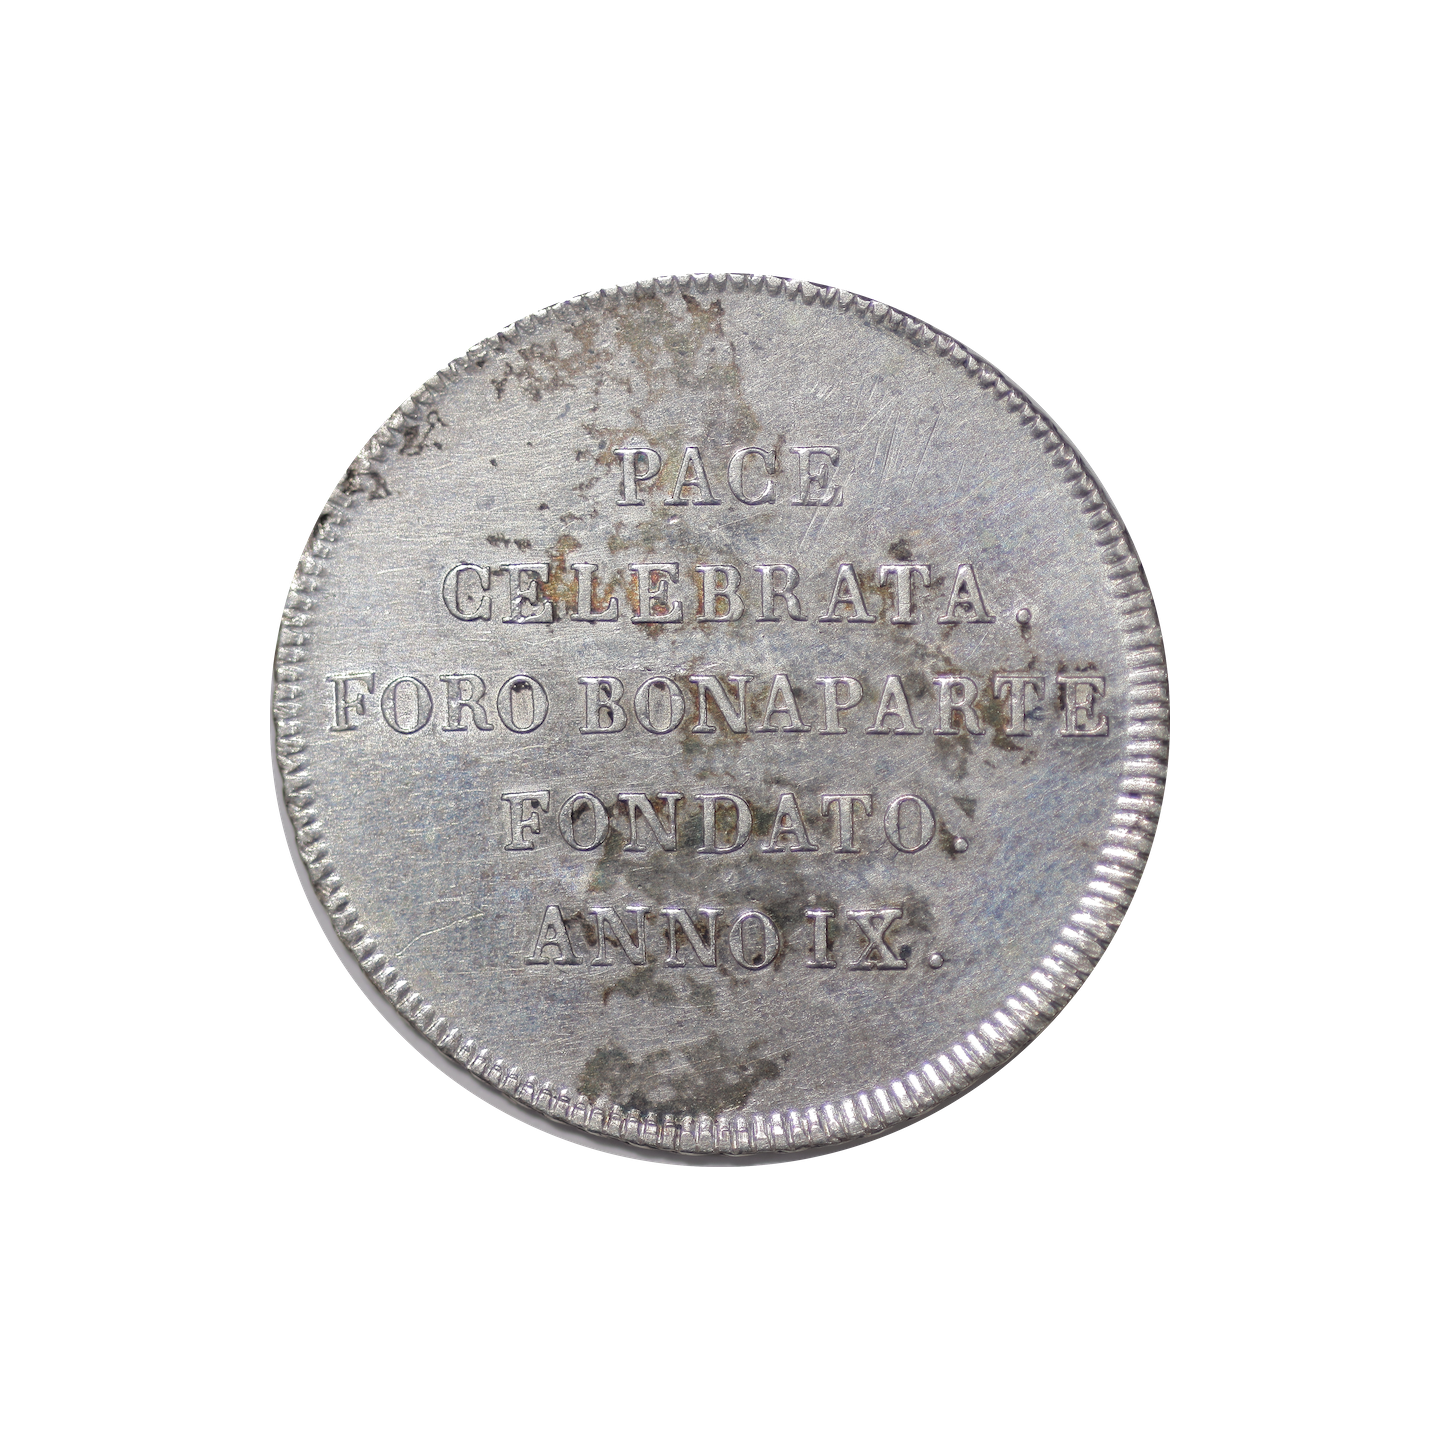 PACE
CELEBRATA.
FORO BONAPARTE
FONDATO.
ANNO IX.